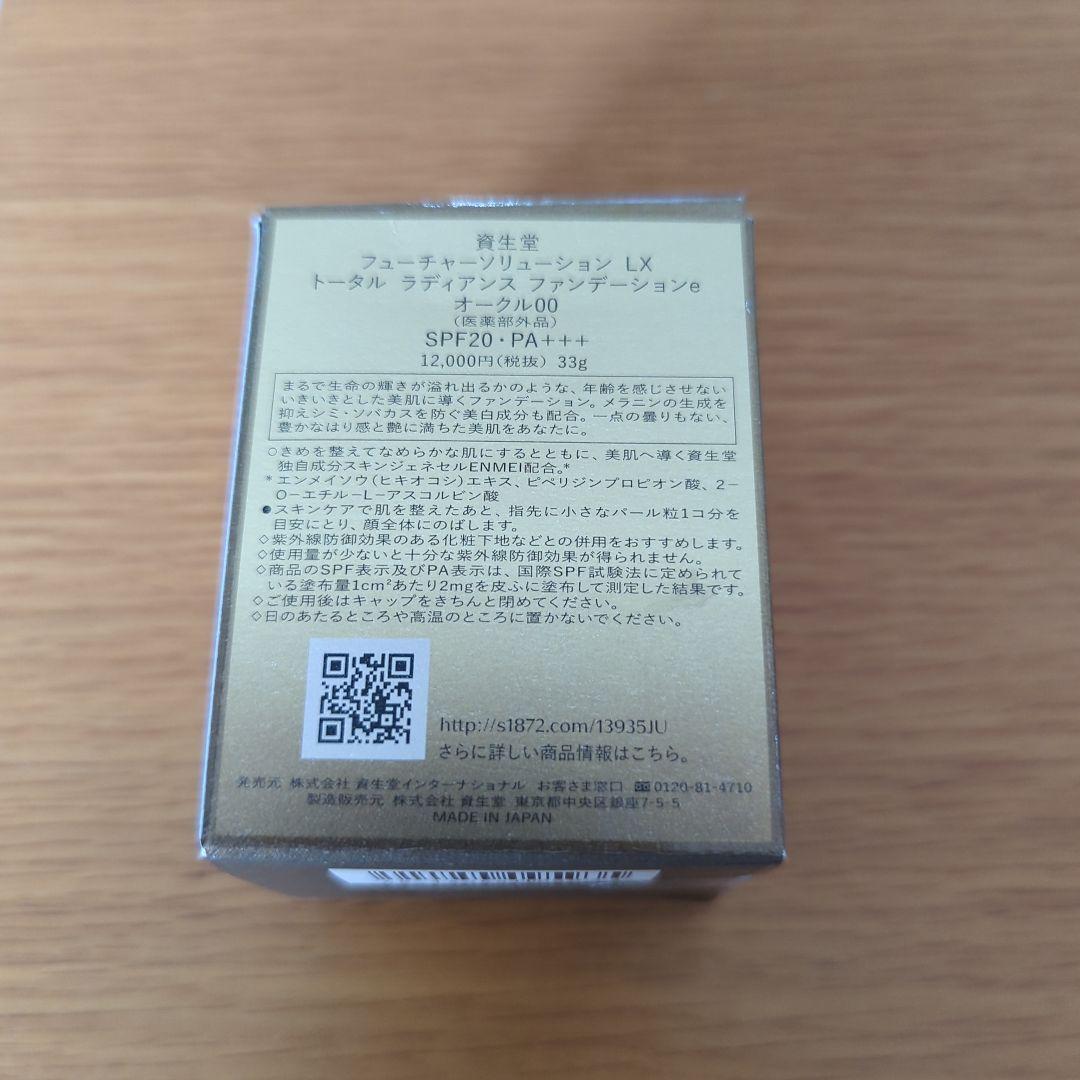 資生堂
フューチャーソリューション LX
トータル ラディアンス ファンデーションe
オークル00
(医薬部外品)
SPF20・PA+++
12,000円(税抜) 33g
まるで生命の輝きが溢れ出るかのような、年齢を感じさせない
いきいきとした美肌に導くファンデーション。メラニンの生成を
抑えシミ・ソバカスを防ぐ美白成分も配合。一点の曇りもない、
豊かなはり感と艶に満ちた美肌をあなたに。
○きめを整えてなめらかな肌にするとともに、美肌へ導く資生堂
独自成分スキンジェネセルENMEI配合。*
*エンメイソウ(ヒキオコシ)エキス、ピペリジンプロピオン酸、2-
O-エチル-L-アスコルビン酸
●スキンケアで肌を整えたあと、指先に小さなパール粒1コ分を
目安にとり、顔全体にのばします。
◇紫外線防御効果のある化粧下地などとの併用をおすすめします。
◇使用量が少ないと十分な紫外線防御効果が得られません。
◇商品のSPF表示及びPA表示は、国際SPF試験法に定められて
いる塗布量1cm²あたり2mgを皮ふに塗布して測定した結果です。
◇ご使用後はキャップをきちんと閉めてください。
◇日のあたるところや高温のところに置かないでください。
http://s1872.com/13935JU
さらに詳しい商品情報はこちら。
発売元 株式会社 資生堂インターナショナル お客さま窓口 0120-81-4710
製造販売元 株式会社 資生堂 東京都中央区銀座7-5-5
MADE IN JAPAN